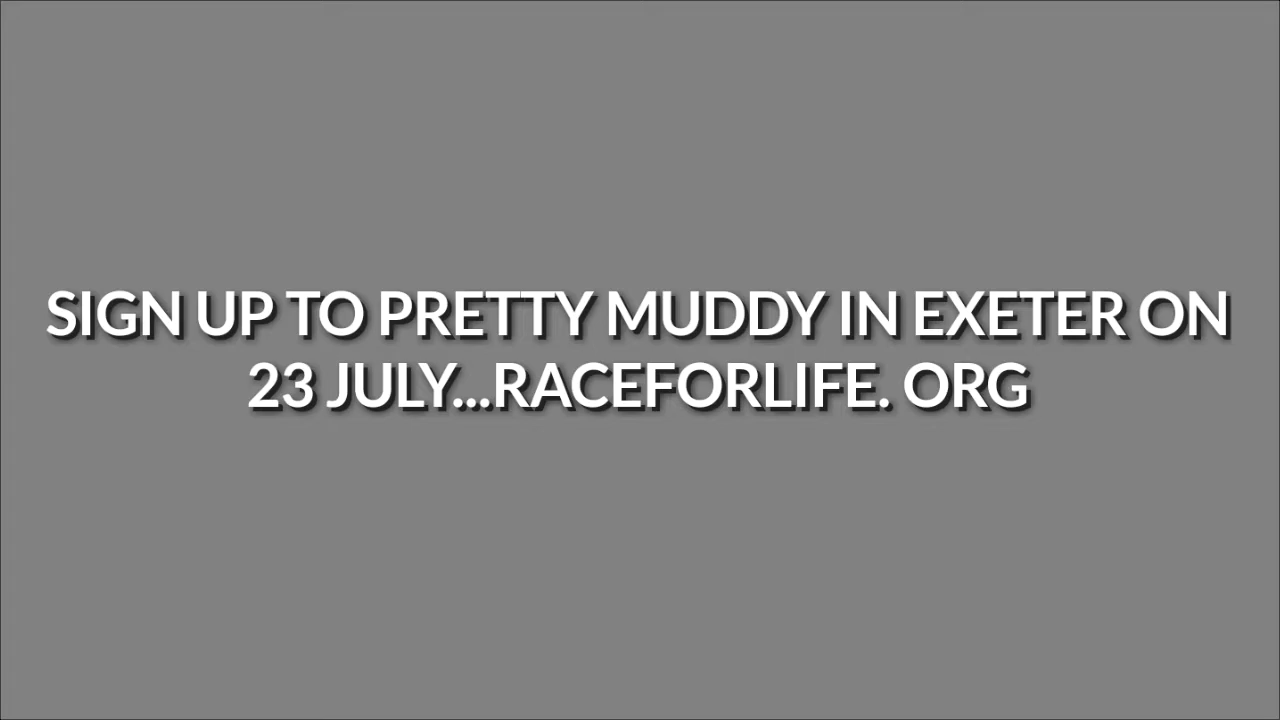 SIGN UP TO PRETTY MUDDY IN EXETER ON
23 JULY...RACEFORLIFE. ORG